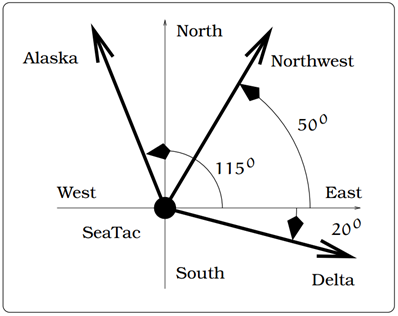 North
Alaska
Northwest
50⁰
115⁰
West
East
20⁰
SeaTac
South
Delta